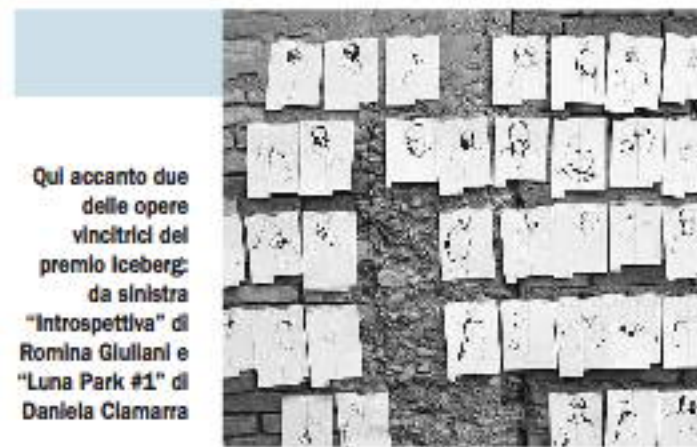 Qui accanto due
delle opere
vincitrici del
premio Iceberg:
da sinistra
"Introspettiva" di
Romina Giuliani e
"Luna Park #1" di
Daniela Ciamarra